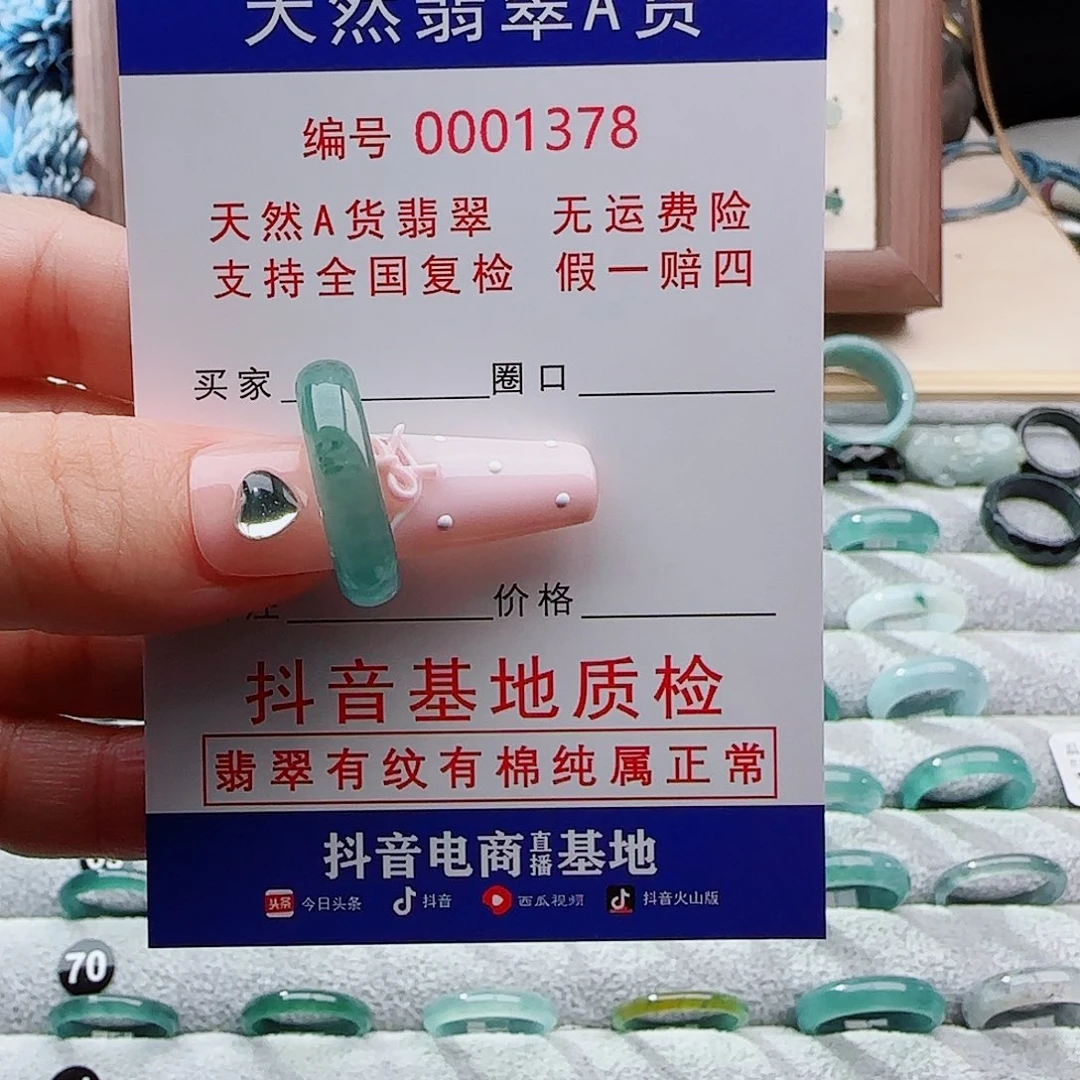 天然翡翠A货
编号 0001378
天然A货翡翠 无运费险
支持全国复检 假一赔四
买家 圈口
注 价格
抖音基地质检
翡翠有纹有棉纯属正常
抖音电商直播基地
头条 今日头条 抖音 西瓜视频 抖音火山版
70